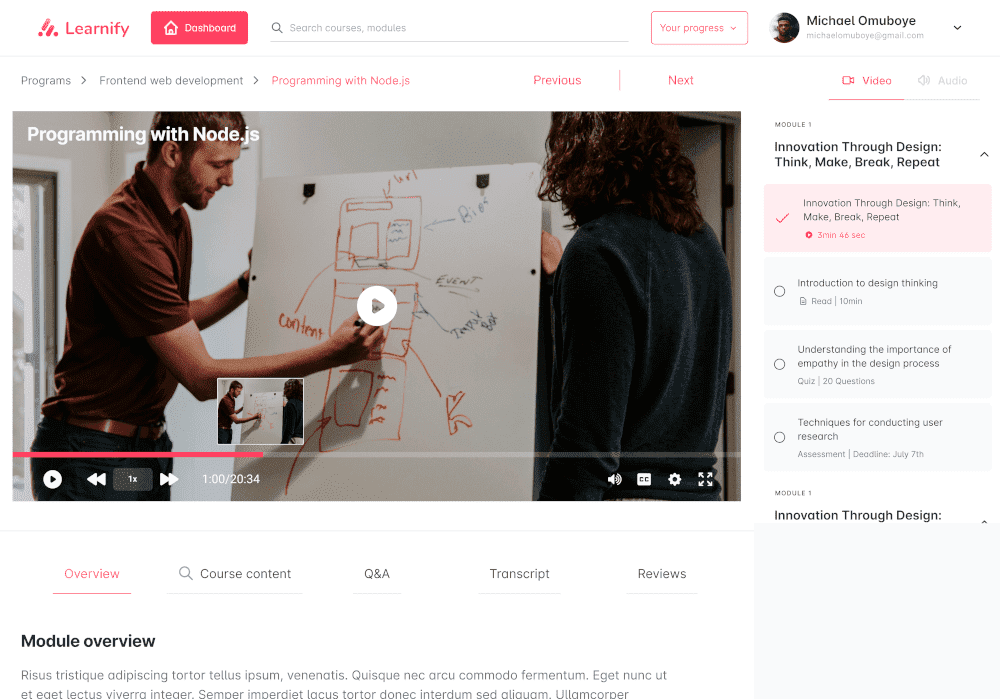 Learnify
Dashboard
Search courses, modules
Your progress
Michael Omuboye
michaelomuboye@gmail.com
Programs
Frontend web development
Programming with Node.js
Previous
Next
Video
Audio
Programming with Node.js
url
EVENT
content
1x
1:00/20:34
CC
MODULE 1
Innovation Through Design:
Think, Make, Break, Repeat
Innovation Through Design: Think,
Make, Break, Repeat
3min 46 sec
Introduction to design thinking
Read | 10min
Understanding the importance of
empathy in the design process
Quiz | 20 Questions
Techniques for conducting user
research
Assessment | Deadline: July 7th
MODULE 1
Innovation Through Design:
Overview
Course content
Q&A
Transcript
Reviews
Module overview
Risus tristique adipiscing tortor tellus ipsum, venenatis. Quisque nec arcu commodo fermentum. Eget nunc ut
et eget lectus viverra integer. Semper imperdiet lacus tortor donec interdum sed aliquam. Ullamcorper